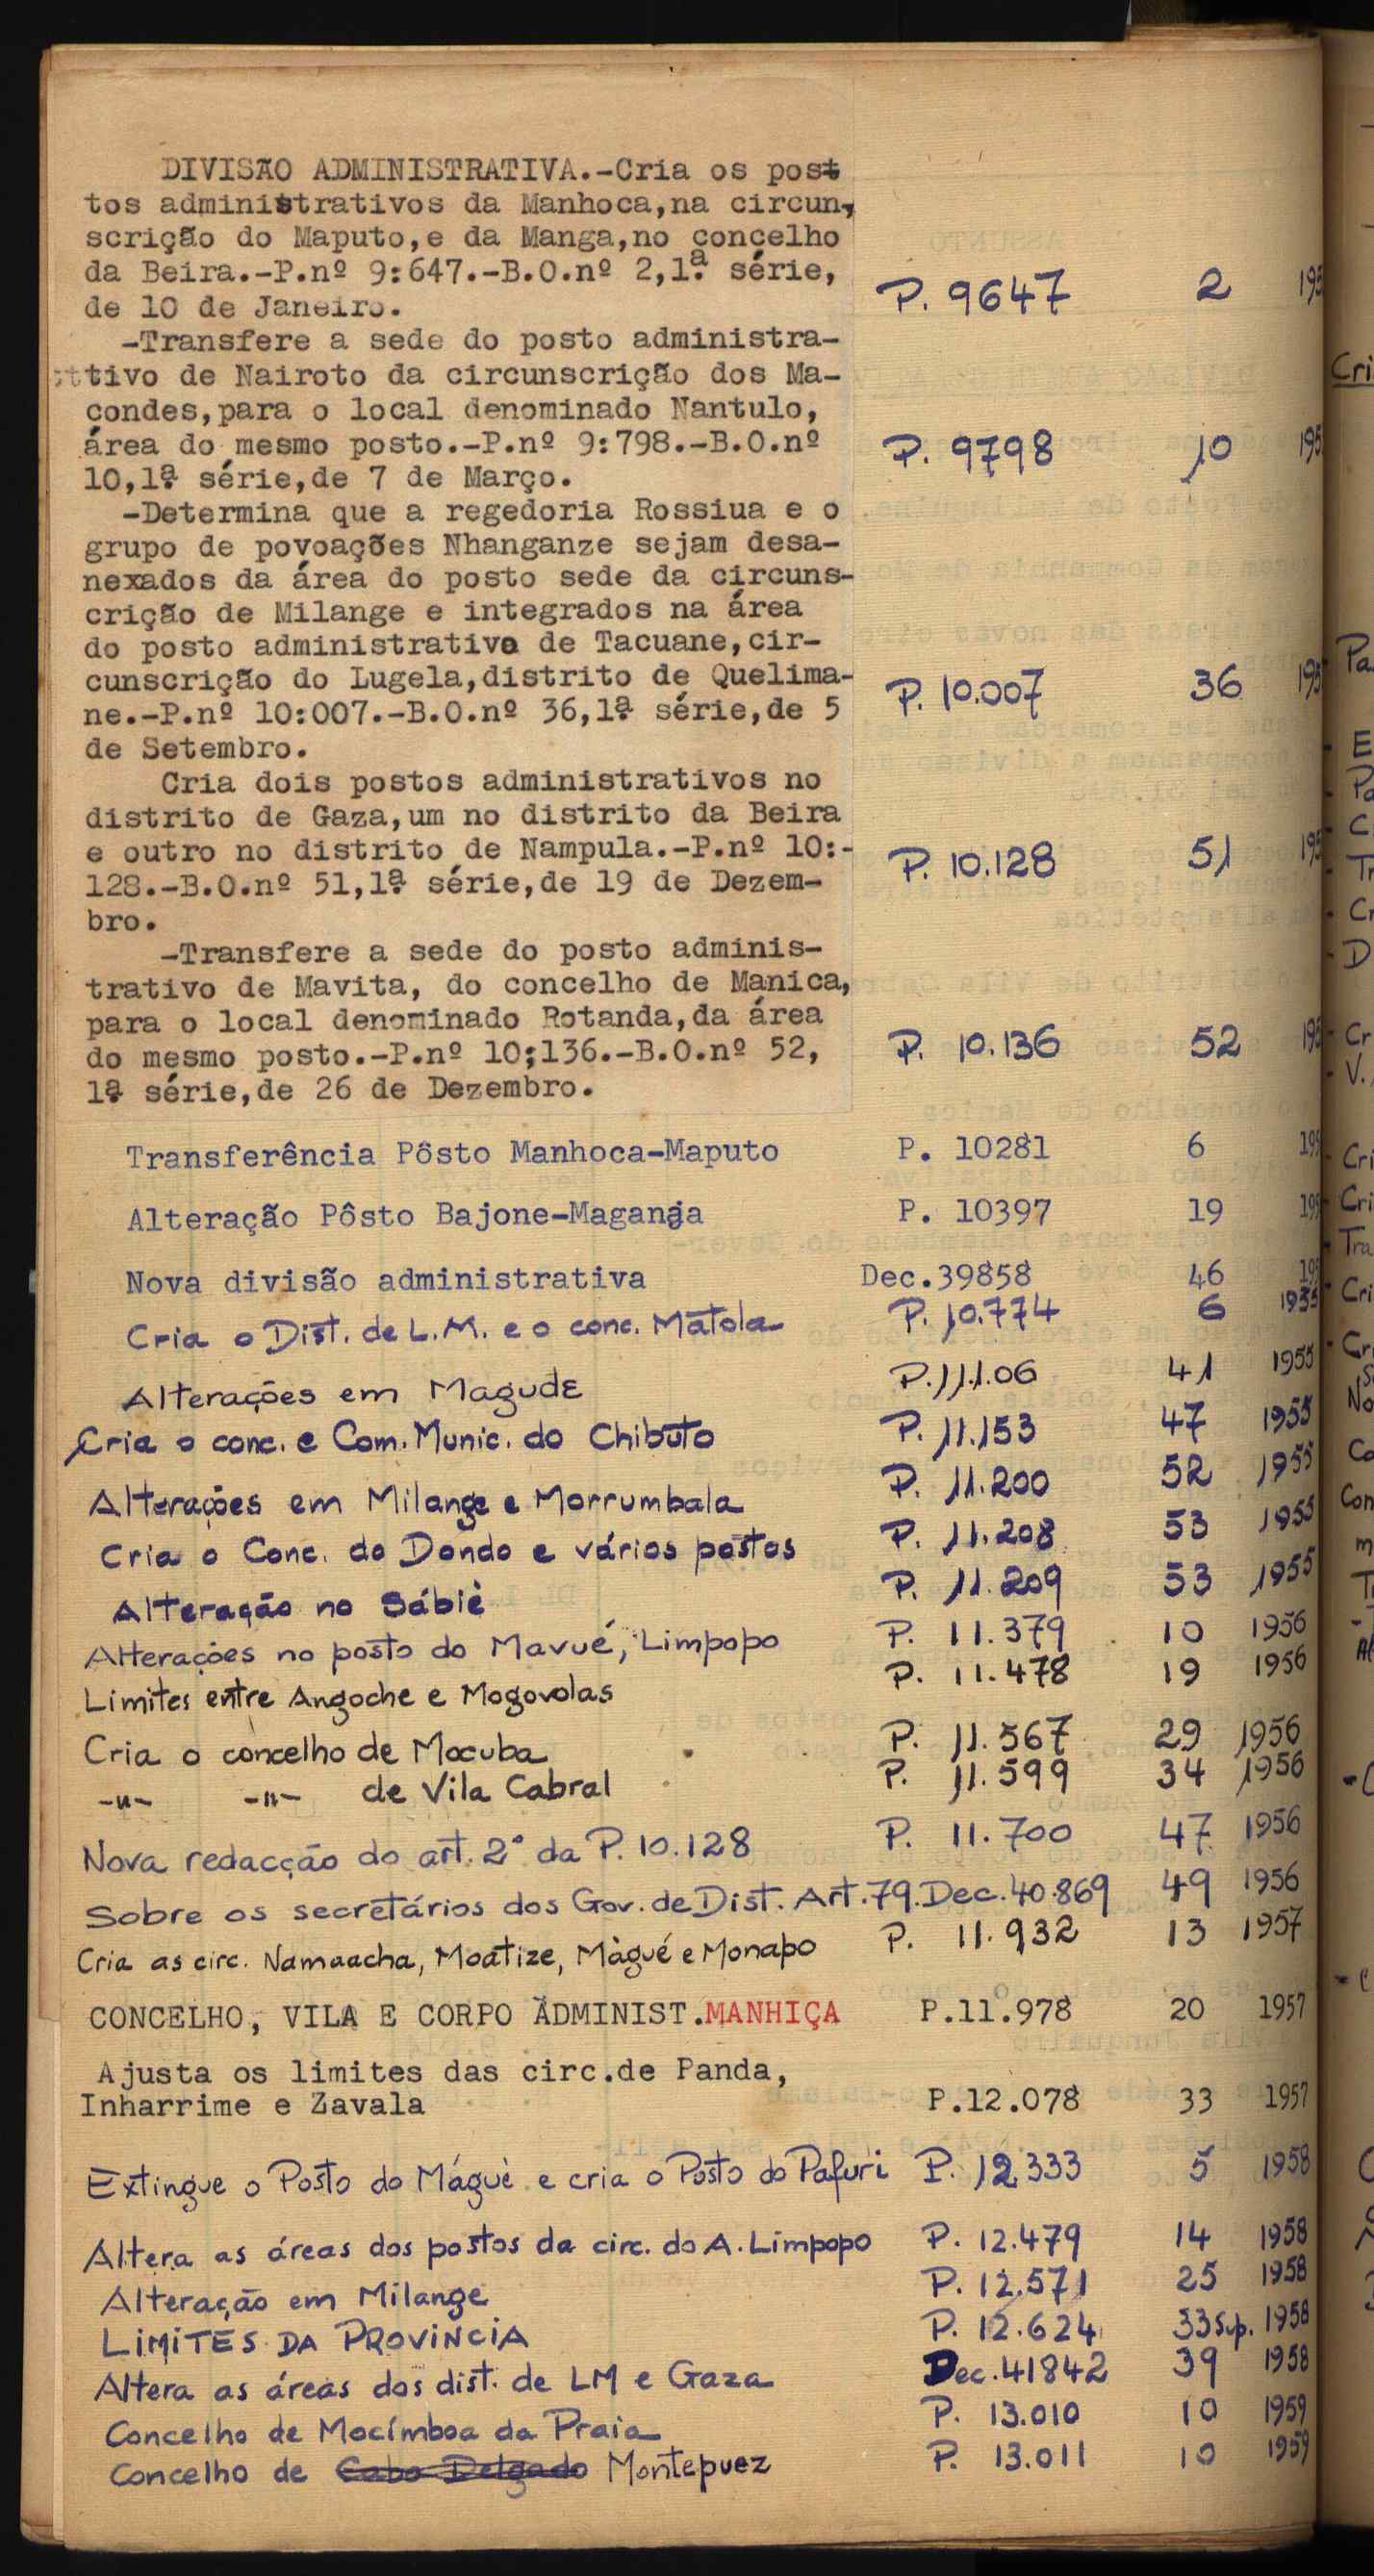 DIVISÃO ADMINISTRATIVA.-Cria os post
tos administrativos da Manhoca,na circun,
scrição do Maputo,e da Manga,no concelho
da Beira.-P.nº 9:647.-B.O.nº 2,1ª. série,
de 10 de Janeiro.
P. 9647 2 195
-Transfere a sede do posto administra-
tivo de Nairoto da circunscrição dos Ma-
condes,para o local denominado Nantulo,
área do mesmo posto.-P.nº 9:798.-B.O.nº
10,1ª. série,de 7 de Março.
P. 9798 10 195
-Determina que a regedoria Rossiua e o
grupo de povoações Nhanganze sejam desa-
nexados da área do posto sede da circuns-
crição de Milange e integrados na área
do posto administrativo de Tacuane,cir-
cunscrição do Lugela,distrito de Quelima-
ne.-P.nº 10:007.-B.O.nº 36,1ª. série,de 5
de Setembro.
P. 10.007 36 195
Cria dois postos administrativos no
distrito de Gaza,um no distrito da Beira
e outro no distrito de Nampula.-P.nº 10:-
128.-B.O.nº 51,1ª. série,de 19 de Dezem-
bro.
P. 10.128 51 195
-Transfere a sede do posto adminis-
trativo de Mavita, do concelho de Manica,
para o local denominado Rotanda,da área
do mesmo posto.-P.nº 10;136.-B.O.nº 52,
1ª. série,de 26 de Dezembro.
P. 10.136 52 195
Transferência Pôsto Manhoca-Maputo P. 10281 6 195
Alteração Pôsto Bajone-Maganja P. 10397 19 195
Nova divisão administrativa Dec.39858 46 195
Cria o Dist. de L.M. e o conc. Matola P. 10.774 6 1955
Alterações em Magude P. 11.106 41 1955
Cria o conc. e Com. Munic. do Chibuto P. 11.153 47 1955
Alterações em Milange e Morrumbala P. 11.200 52 1955
Cria o Conc. do Dondo e vários postos P. 11.208 53 1955
Alteração no Sábiè P. 11.209 53 1955
Alterações no posto do Mavué, Limpopo P. 11.379 10 1956
Limites entre Angoche e Mogovolas P. 11.478 19 1956
Cria o concelho de Mocuba P. 11.567 29 1956
-"- -"- de Vila Cabral P. 11.599 34 1956
Nova redacção do art. 2º da P. 10.128 P. 11.700 47 1956
Sobre os secretários dos Gov. de Dist. Art. 79. Dec. 40.869 49 1956
Cria as circ. Namaacha, Moatize, Màgué e Monapo P. 11.932 13 1957
CONCELHO, VILA E CORPO ADMINIST.MANHIÇA P.11.978 20 1957
Ajusta os limites das circ.de Panda,
Inharrime e Zavala P.12.078 33 1957
Extingue o Posto do Máguè e cria o Posto do Pafuri P. 12333 5 1958
Altera as áreas dos postos da circ. do A. Limpopo P. 12.479 14 1958
Alteração em Milange P. 12.571 25 1958
LIMITES DA PROVINCIA P. 12.624 33 Sup. 1958
Altera as áreas dos dist. de LM e Gaza Dec. 41842 39 1958
Concelho de Mocímboa da Praia P. 13.010 10 1959
Concelho de Cabo Delgado Montepuez P. 13.011 10 1959